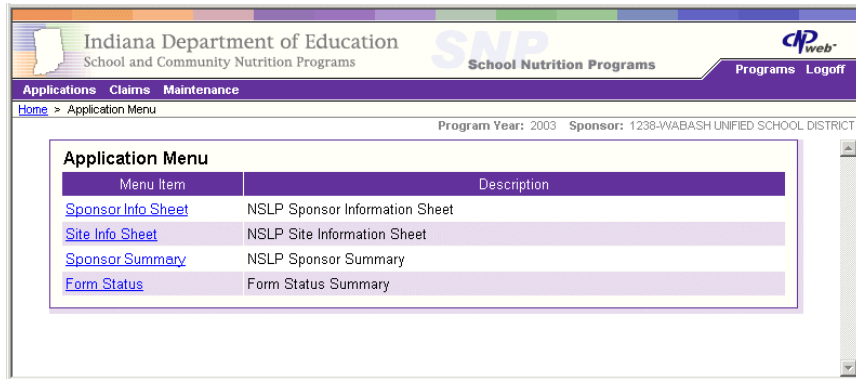 Indiana Department of Education
School and Community Nutrition Programs
SNP
School Nutrition Programs
CNPweb
Programs Logoff
Applications Claims Maintenance
Home > Application Menu
Program Year: 2003 Sponsor: 1238-WABASH UNIFIED SCHOOL DISTRICT
Application Menu
Menu Item Description
Sponsor Info Sheet NSLP Sponsor Information Sheet
Site Info Sheet NSLP Site Information Sheet
Sponsor Summary NSLP Sponsor Summary
Form Status Form Status Summary